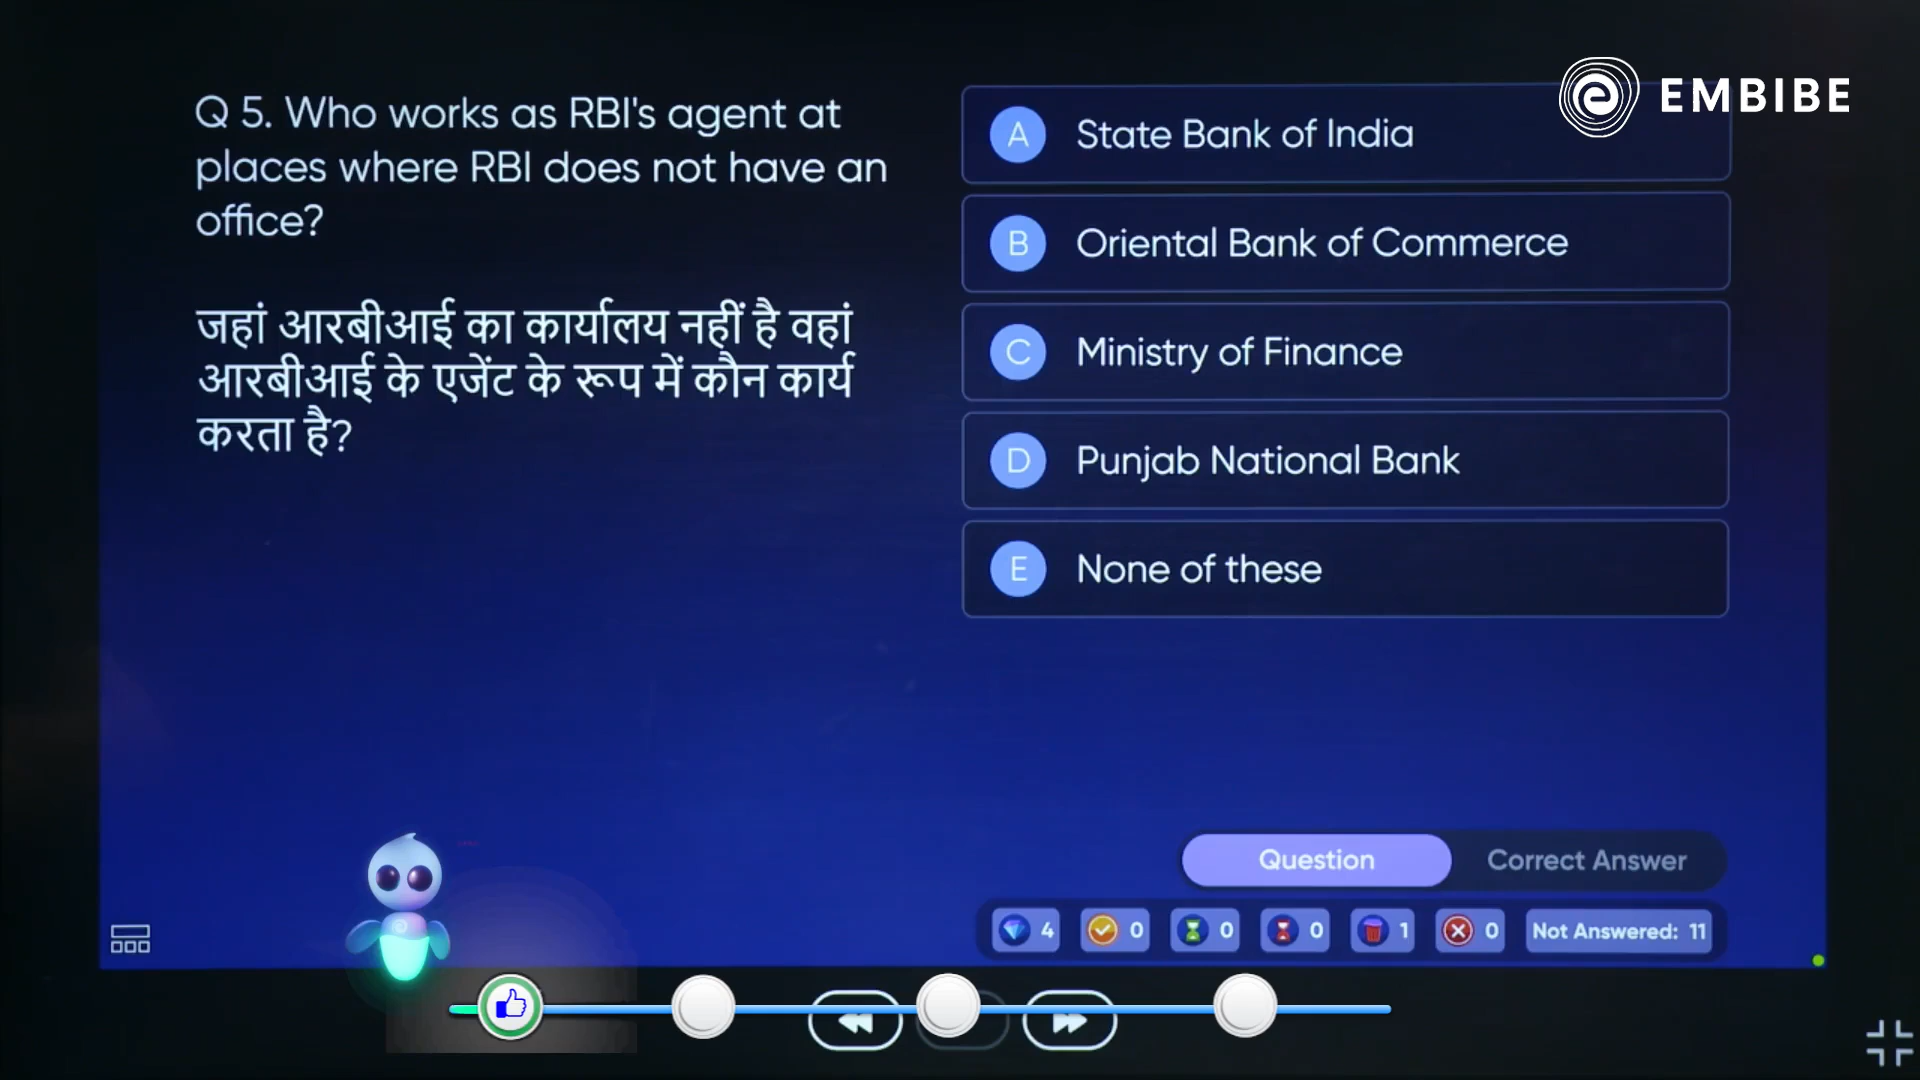 EMBIBE
Q 5. Who works as RBI's agent at
places where RBI does not have an
office?
जहां आरबीआई का कार्यालय नहीं है वहां
आरबीआई के एजेंट के रूप में कौन कार्य
करता है?
A State Bank of India
B Oriental Bank of Commerce
C Ministry of Finance
D Punjab National Bank
E None of these
Question Correct Answer
4 0 0 0 1 0 Not Answered: 11